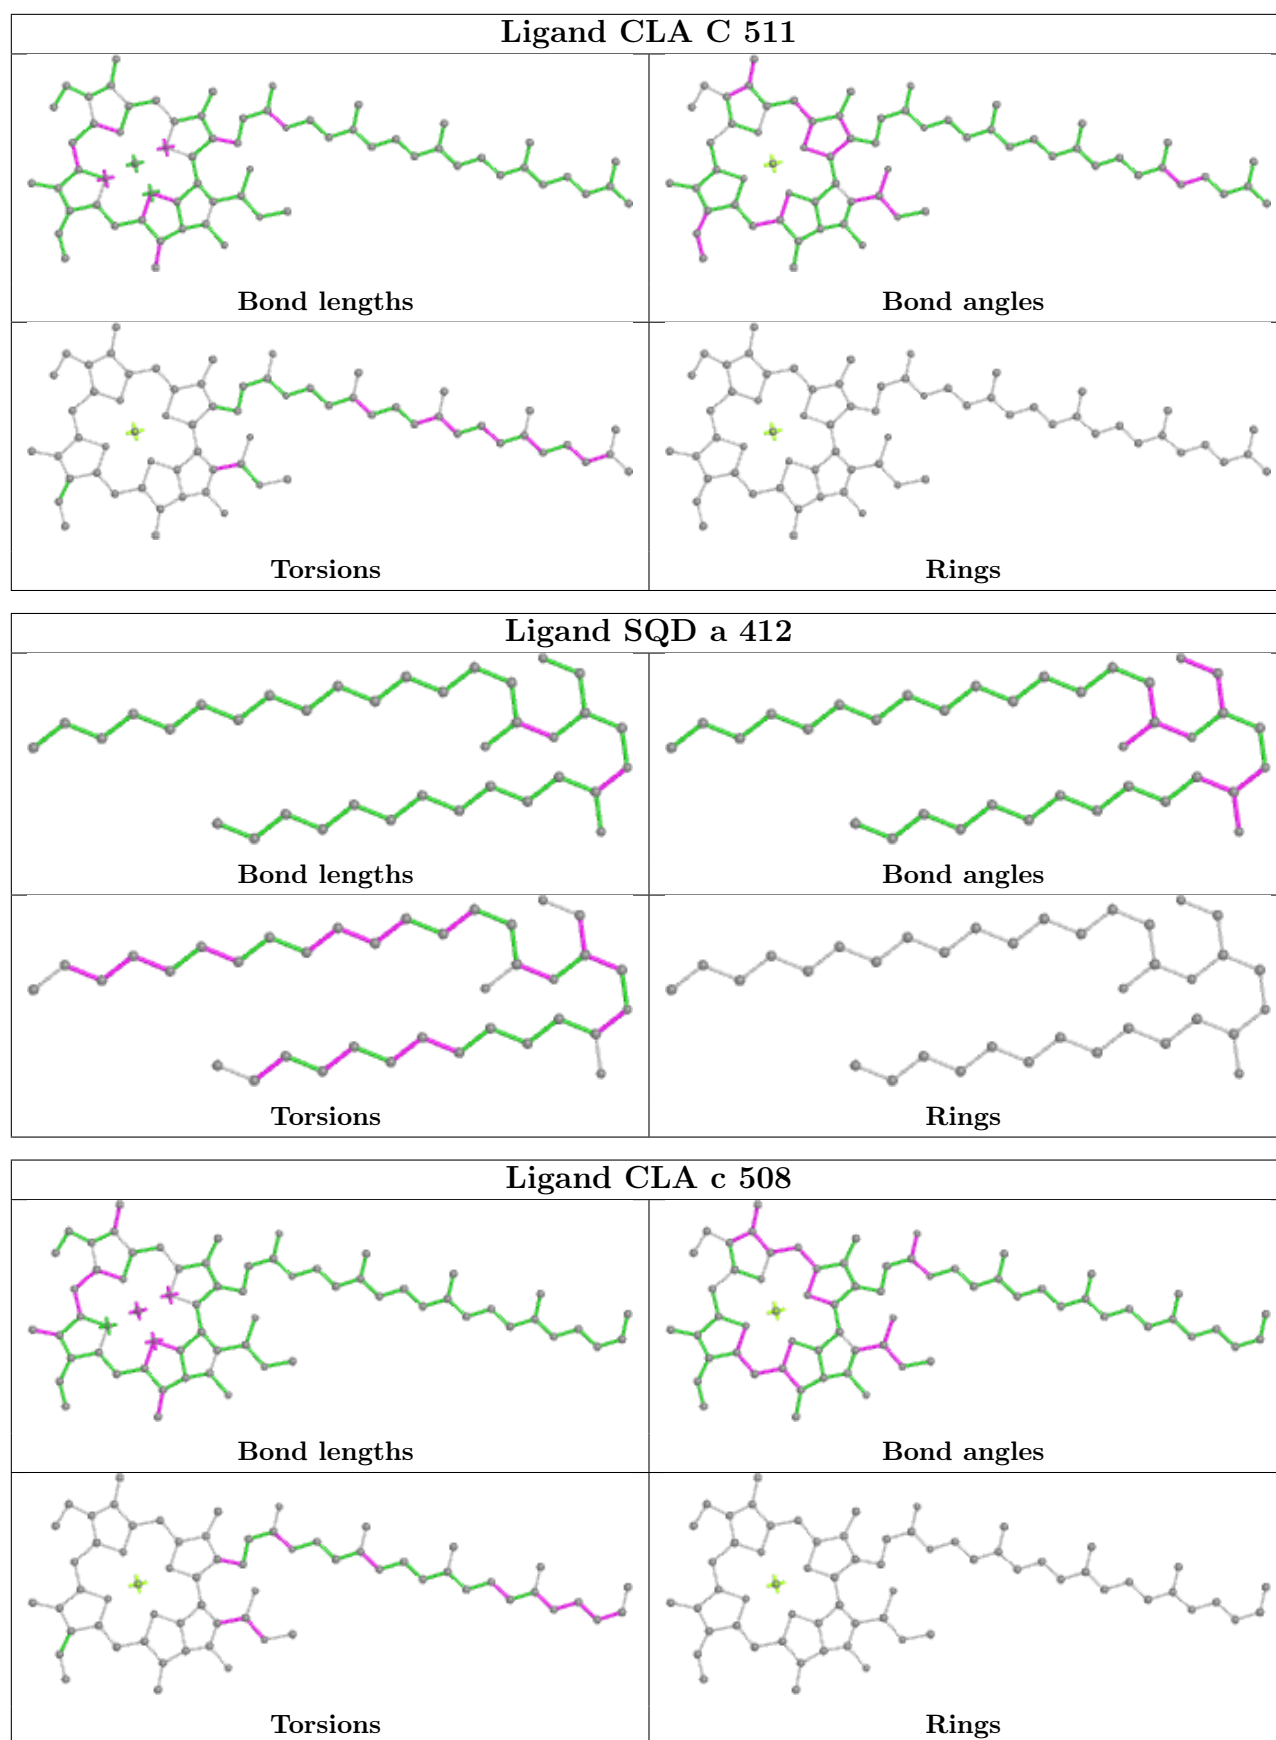 Ligand CLA C 511
Bond lengths
Bond angles
Torsions
Rings
Ligand SQD a 412
Bond lengths
Bond angles
Torsions
Rings
Ligand CLA c 508
Bond lengths
Bond angles
Torsions
Rings